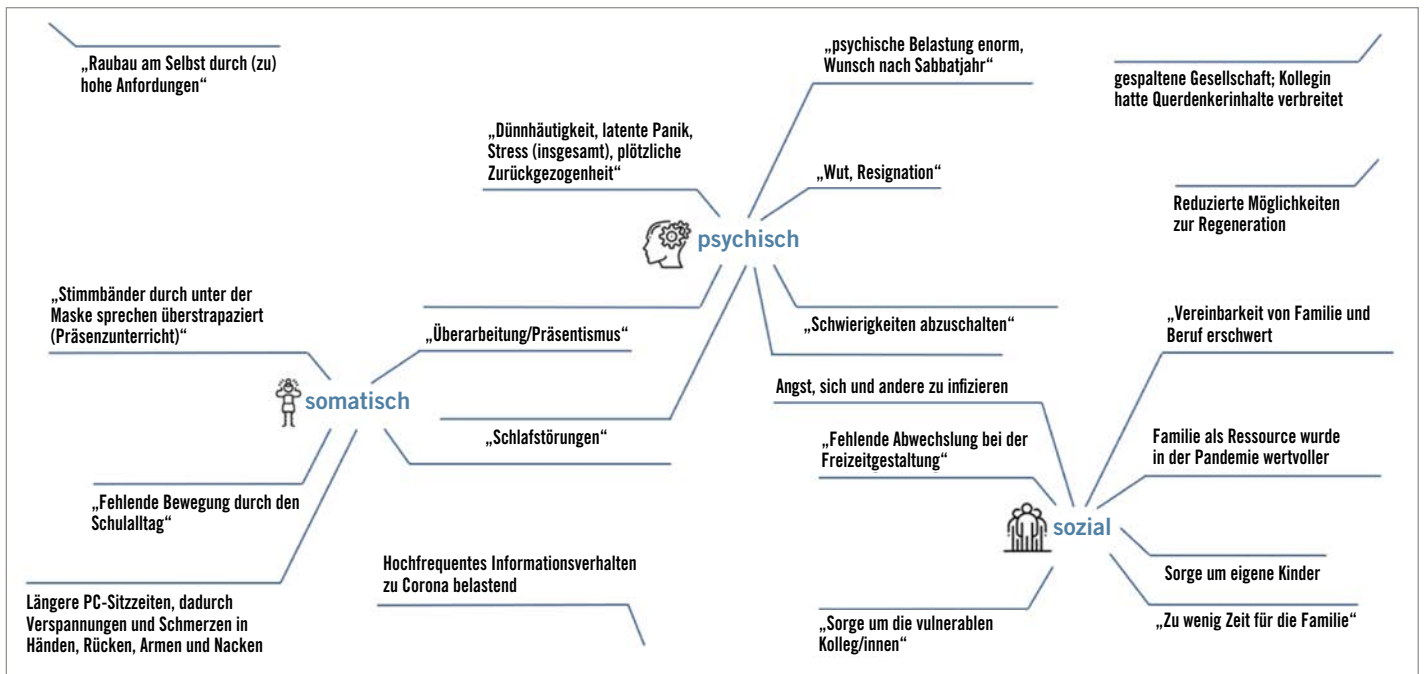 „Raubau am Selbst durch (zu)
hohe Anfordungen“
„psychische Belastung enorm,
Wunsch nach Sabbatjahr“
gespaltene Gesellschaft; Kollegin
hatte Querdenkerinhalte verbreitet
„Dünnhäutigkeit, latente Panik,
Stress (insgesamt), plötzliche
Zurückgezogenheit“
„Wut, Resignation“
Reduzierte Möglichkeiten
zur Regeneration
psychisch
„Stimmbänder durch unter der
Maske sprechen überstrapaziert
(Präsenzunterricht)“
„Überarbeitung/Präsentismus“
„Schwierigkeiten abzuschalten“
„Vereinbarkeit von Familie und
Beruf erschwert
somatisch
Angst, sich und andere zu infizieren
„Schlafstörungen“
„Fehlende Abwechslung bei der
Freizeitgestaltung“
Familie als Ressource wurde
in der Pandemie wertvoller
„Fehlende Bewegung durch den
Schulalltag“
sozial
Hochfrequentes Informationsverhalten
zu Corona belastend
Sorge um eigene Kinder
Längere PC-Sitzzeiten, dadurch
Verspannungen und Schmerzen in
Händen, Rücken, Armen und Nacken
„Sorge um die vulnerablen
Kolleg/innen“
„Zu wenig Zeit für die Familie“